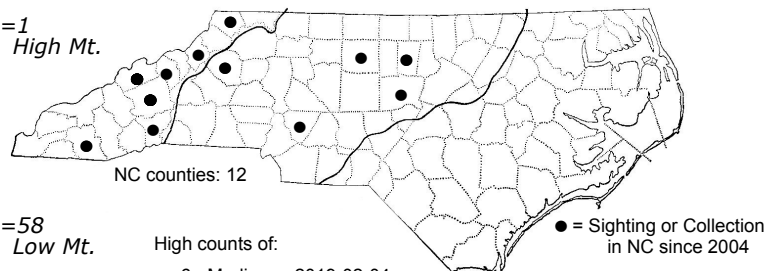 =1
High Mt.
NC counties: 12
=58
Low Mt.
High counts of:
● = Sighting or Collection
in NC since 2004